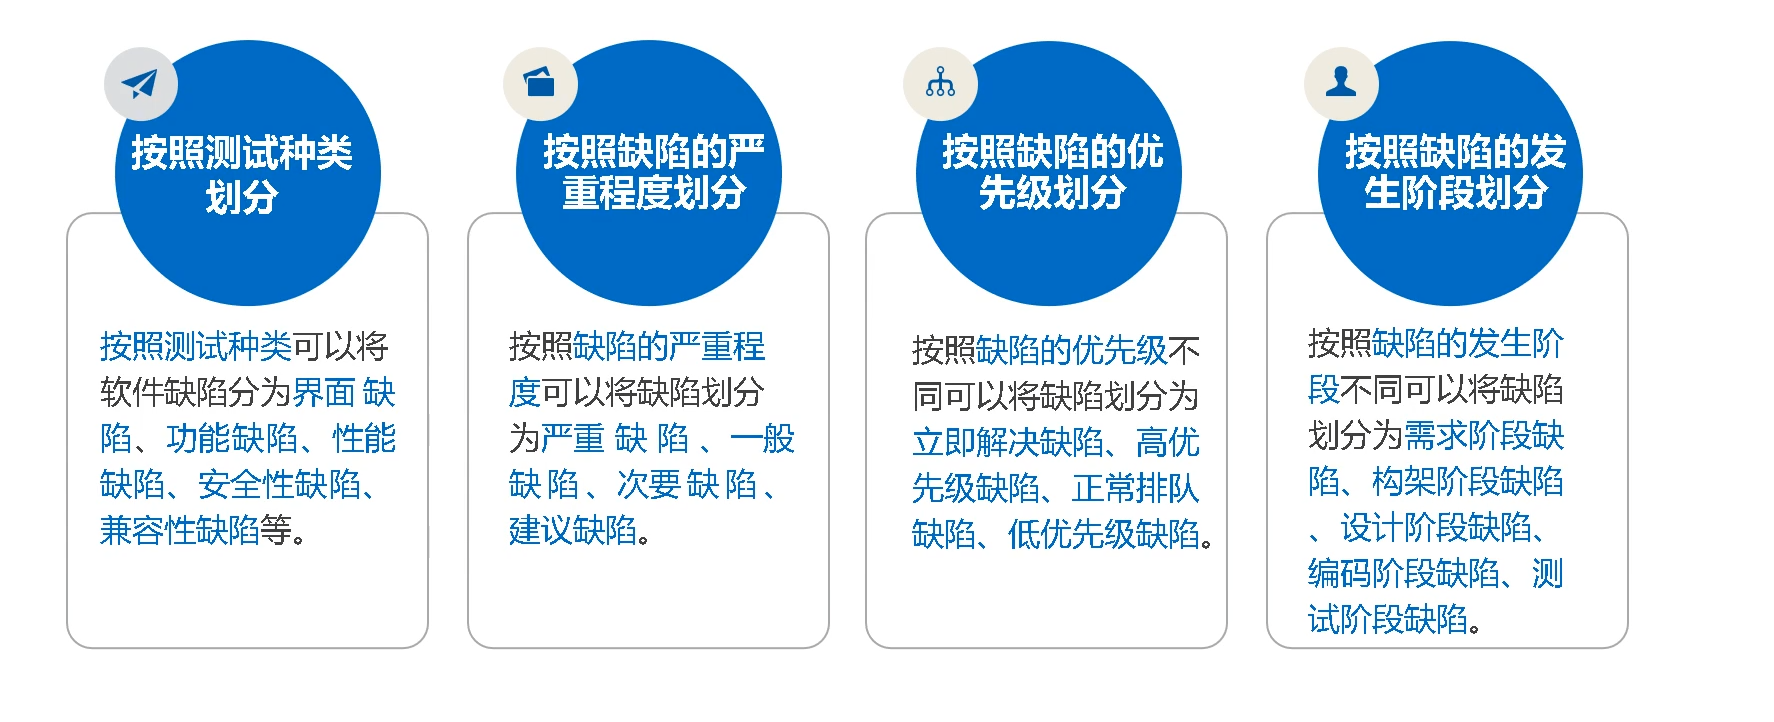 按照测试种类
划分
按照测试种类可以将
软件缺陷分为界面 缺
陷、功能缺陷、性能
缺陷、安全性缺陷、
兼容性缺陷等。
按照缺陷的严
重程度划分
按照缺陷的严重程
度可以将缺陷划分
为严重 缺 陷 、一般
缺 陷 、次要 缺 陷 、
建议缺陷。
按照缺陷的优
先级划分
按照缺陷的优先级不
同可以将缺陷划分为
立即解决缺陷、高优
先级缺陷、正常排队
缺陷、低优先级缺陷。
按照缺陷的发
生阶段划分
按照缺陷的发生阶
段不同可以将缺陷
划分为需求阶段缺
陷、构架阶段缺陷
、设计阶段缺陷、
编码阶段缺陷、测
试阶段缺陷。